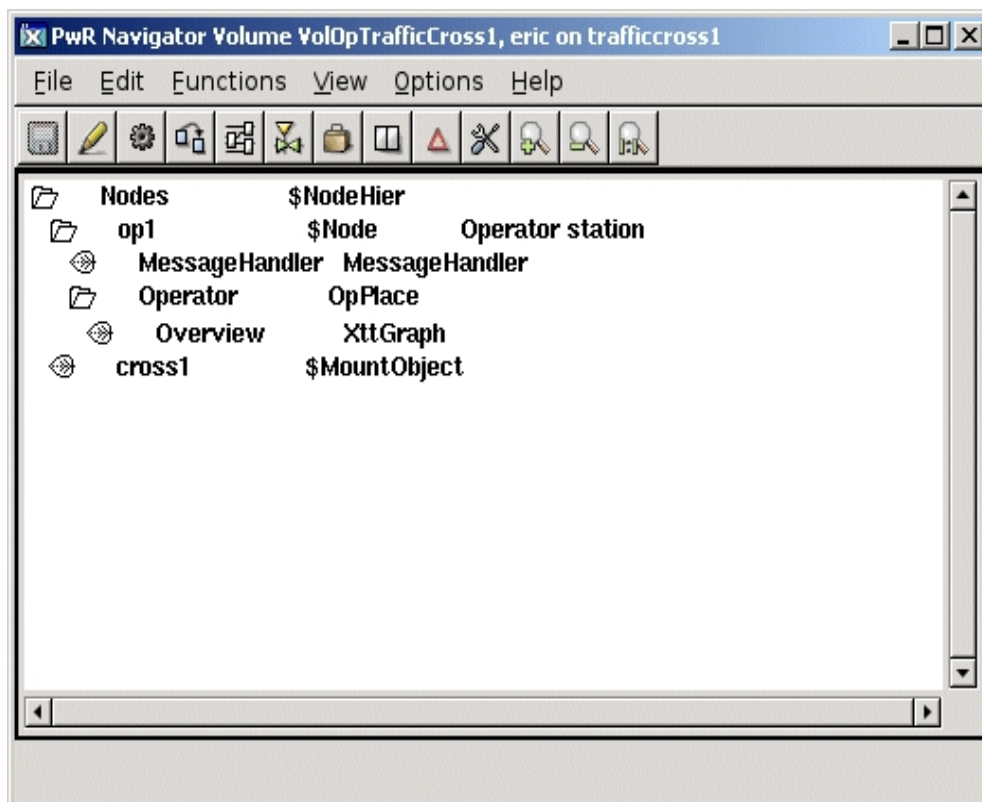 PwR Navigator Volume VolOpTrafficCross1, eric on trafficcross1
File Edit Functions View Options Help
Nodes $NodeHier
op1 $Node Operator station
MessageHandler MessageHandler
Operator OpPlace
Overview XttGraph
cross1 $MountObject